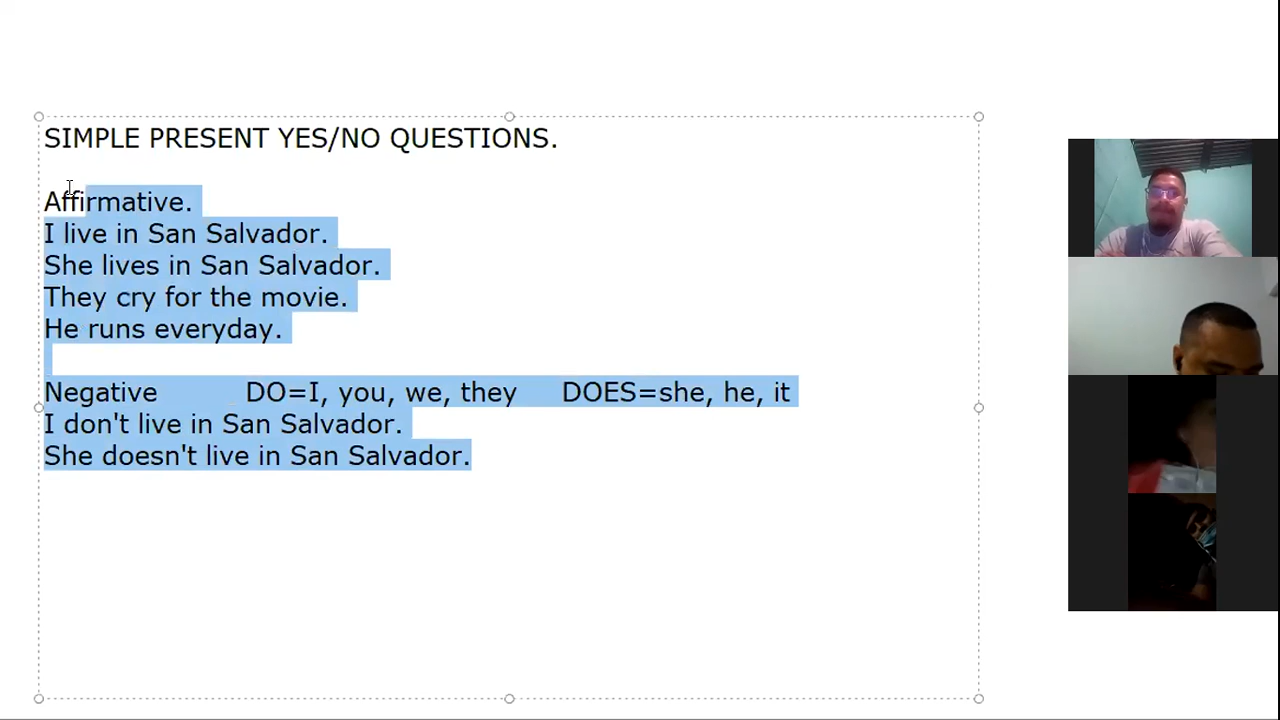 SIMPLE PRESENT YES/NO QUESTIONS.
Affirmative.
I live in San Salvador.
She lives in San Salvador.
They cry for the movie.
He runs everyday.
Negative DO=I, you, we, they DOES=she, he, it
I don't live in San Salvador.
She doesn't live in San Salvador.